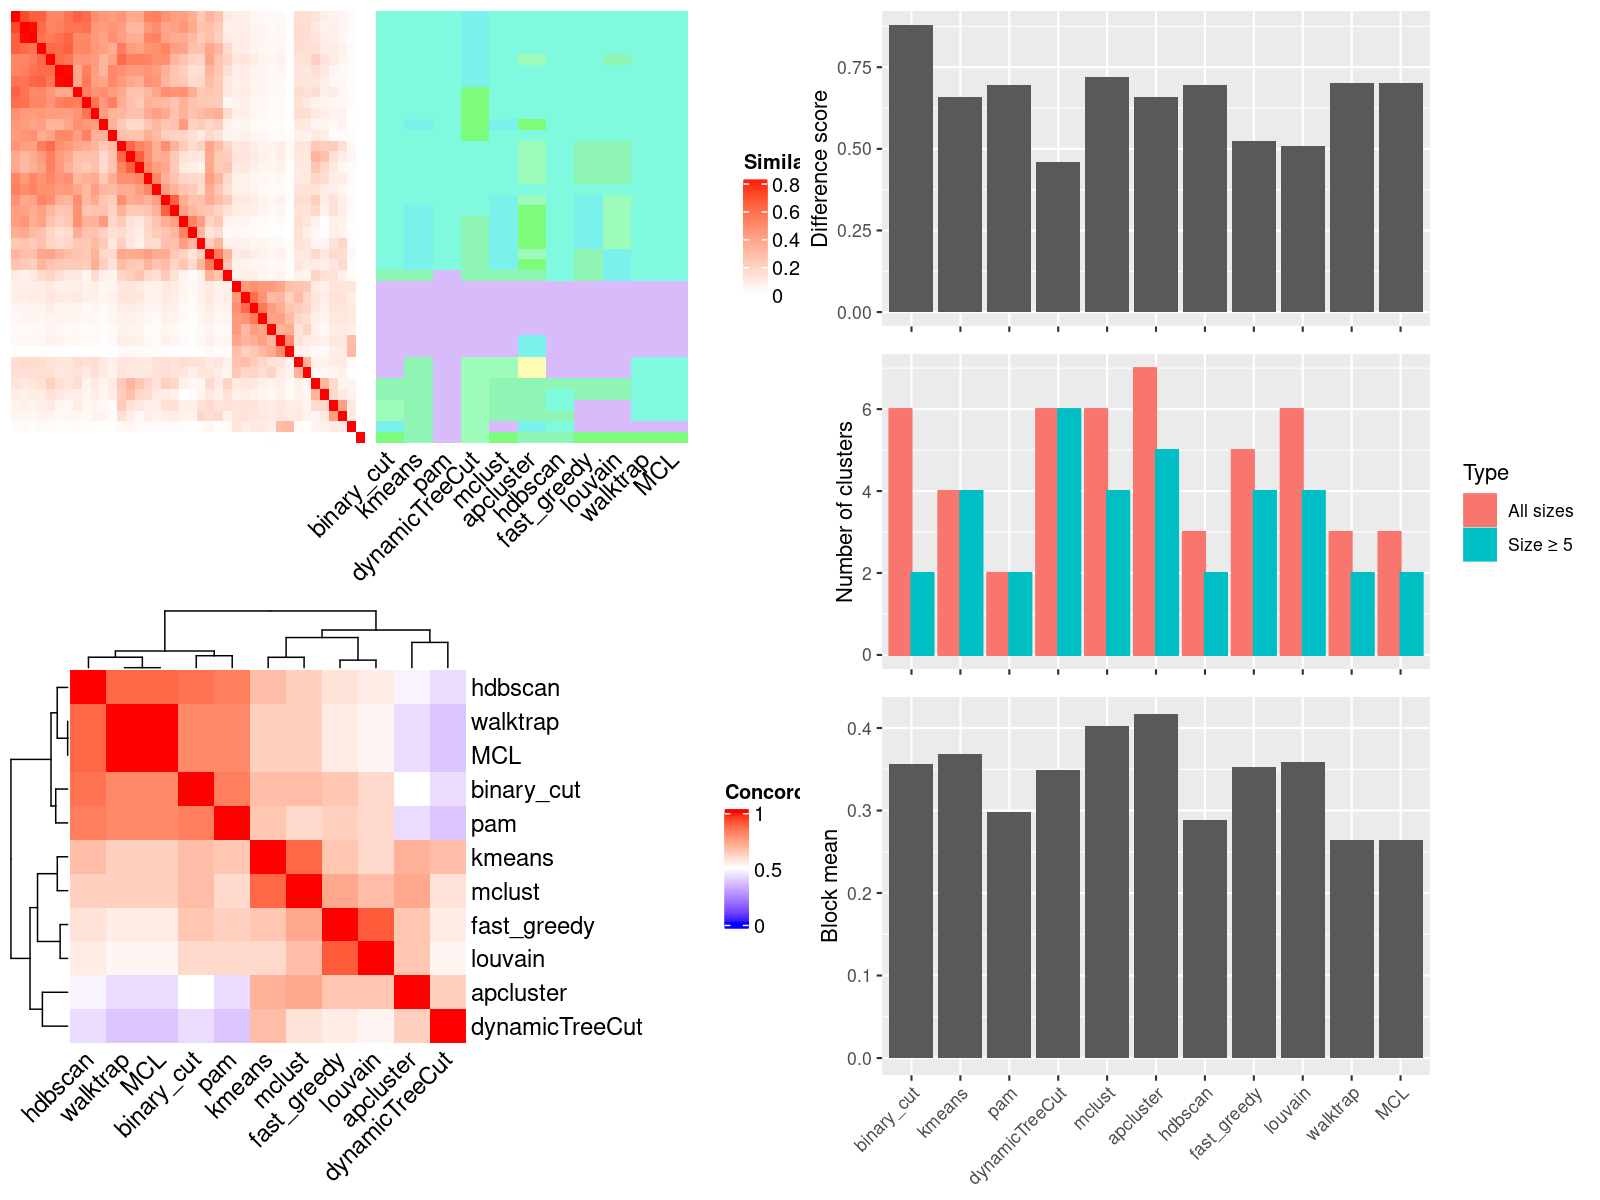 Simila
0.8
0.6
0.4
0.2
0
binary_cut
kmeans
pam
dynamicTreeCut
mclust
apcluster
hdbscan
fast_greedy
louvain
walktrap
MCL
Difference score
0.75
0.50
0.25
0.00
Number of clusters
6
4
2
0
Type
All sizes
Size ≥ 5
hdbscan
walktrap
MCL
binary_cut
pam
kmeans
mclust
fast_greedy
louvain
apcluster
dynamicTreeCut
hdbscan
walktrap
MCL
binary_cut
pam
kmeans
mclust
fast_greedy
louvain
apcluster
dynamicTreeCut
Concord
1
0.5
0
Block mean
0.4
0.3
0.2
0.1
0.0
binary_cut
kmeans
pam
dynamicTreeCut
mclust
apcluster
hdbscan
fast_greedy
louvain
walktrap
MCL